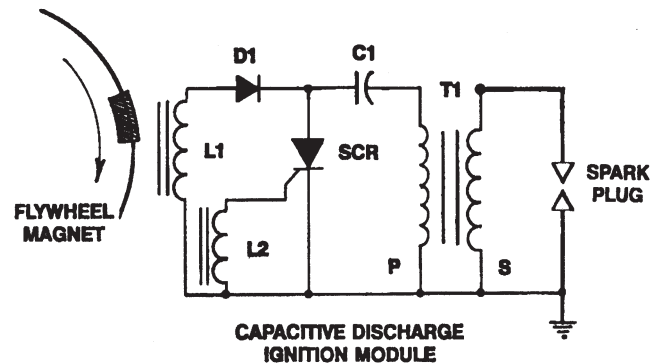 D1
C1
T1
L1
SCR
SPARK
PLUG
FLYWHEEL
MAGNET
L2
P
S
CAPACITIVE DISCHARGE
IGNITION MODULE